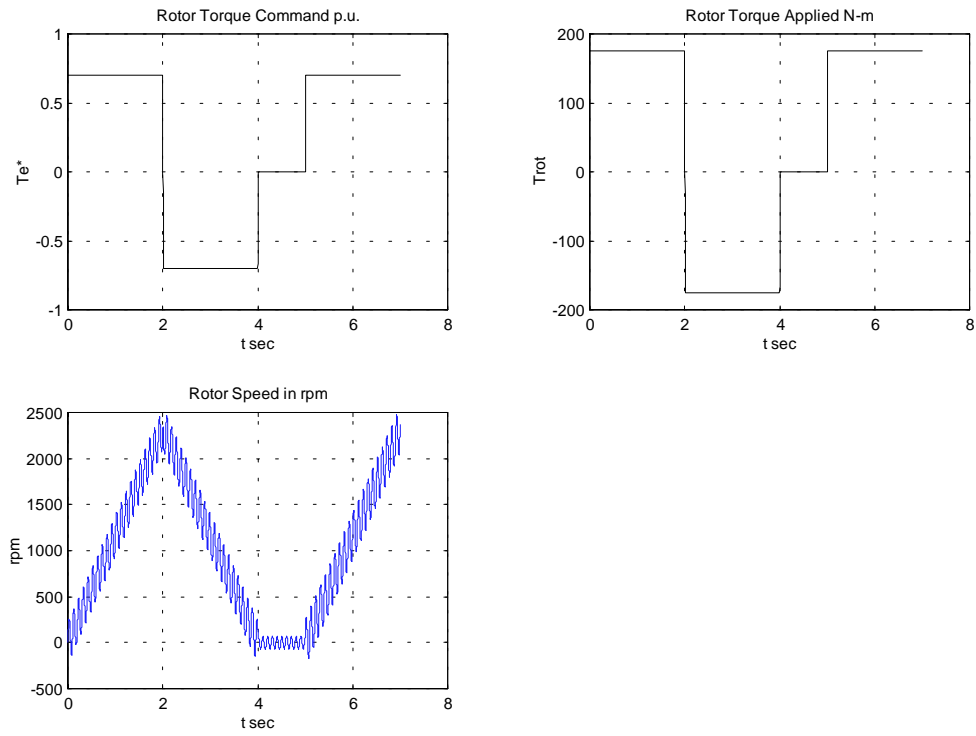 Rotor Torque Command p.u.
1
0.5
0
-0.5
-1
Te*
0 2 4 6 8
t sec
Rotor Torque Applied N-m
200
100
0
-100
-200
Trot
0 2 4 6 8
t sec
Rotor Speed in rpm
2500
2000
1500
1000
500
0
-500
rpm
0 2 4 6 8
t sec